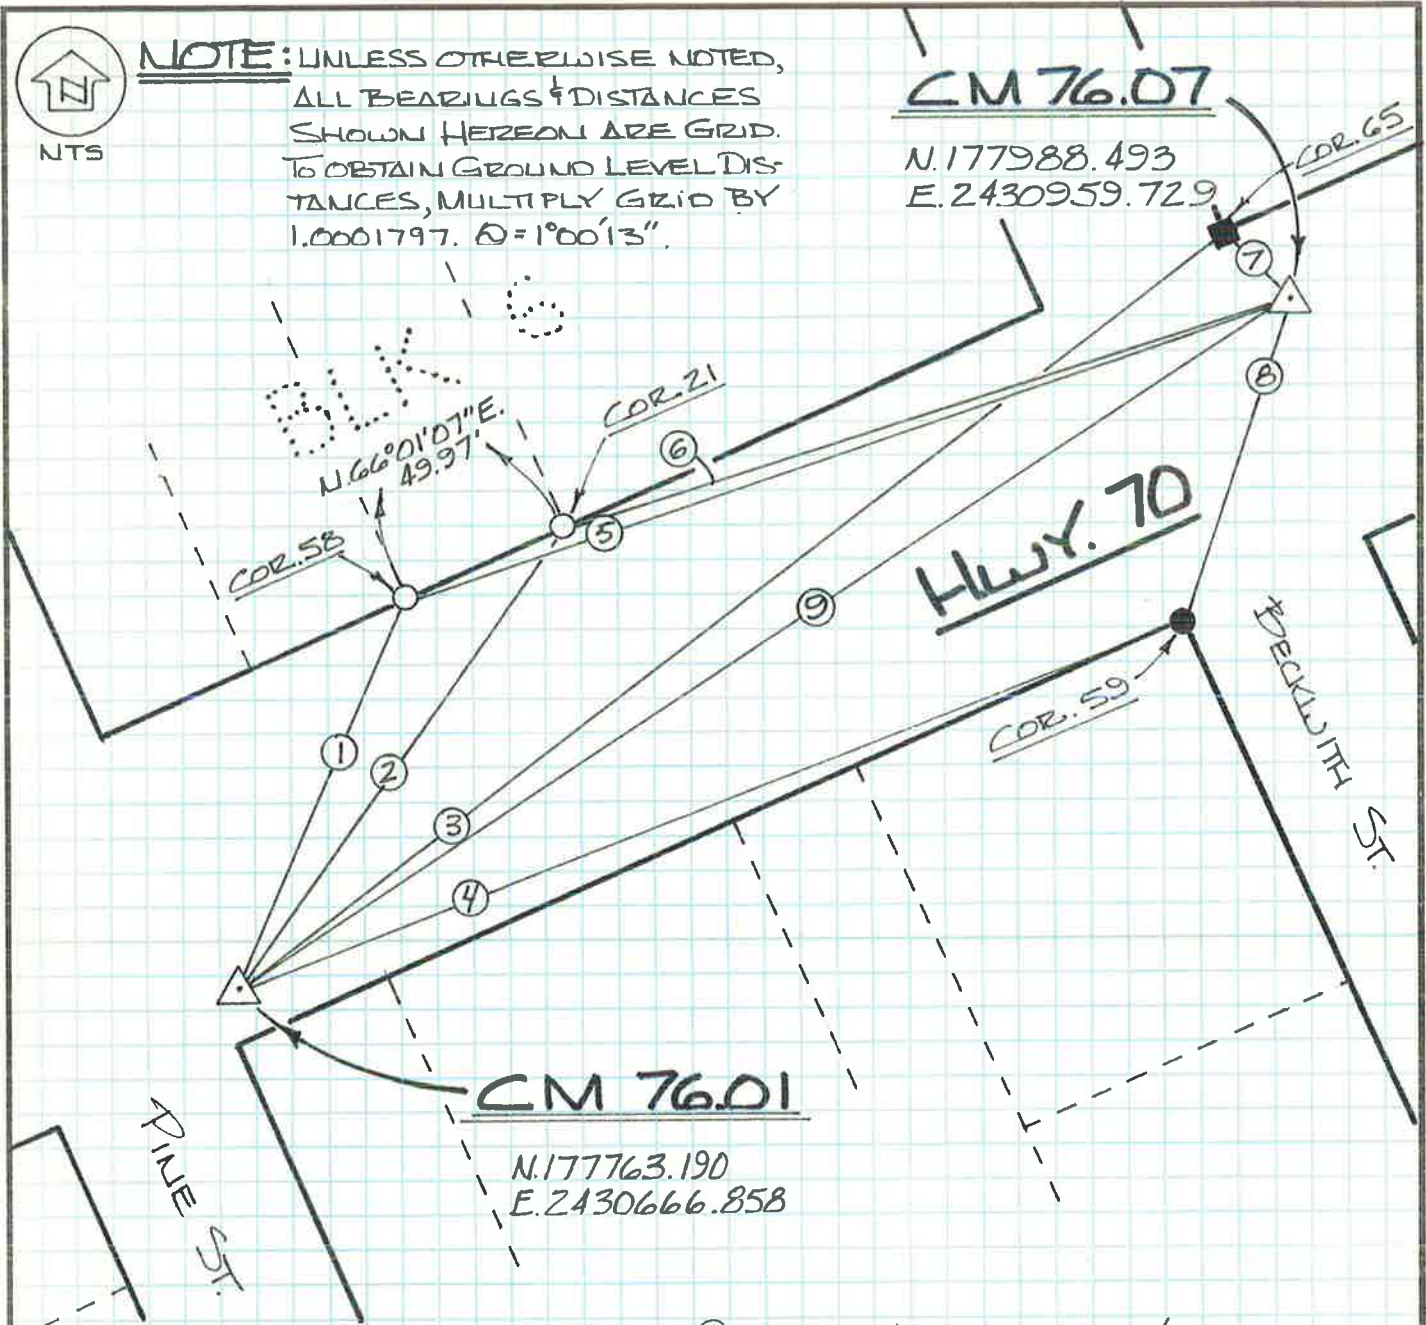 N
NTS
NOTE: UNLESS OTHERWISE NOTED,
ALL BEARINGS & DISTANCES
SHOWN HEREON ARE GRID.
TO OBTAIN GROUND LEVEL DIS-
TANCES, MULTIPLY GRID BY
1.0001797. Θ=1°00'13".
CM 76.07
N.177988.493
E.2430959.729
COR. 65
7
8
BLK 5
COR. 21
N.66°01'07"E.
49.97'
6
5
COR. 58
HWY. 70
9
BECKWITH ST.
COR. 59
1
2
3
4
CM 76.01
N.177763.190
E.2430666.858
PINE ST.